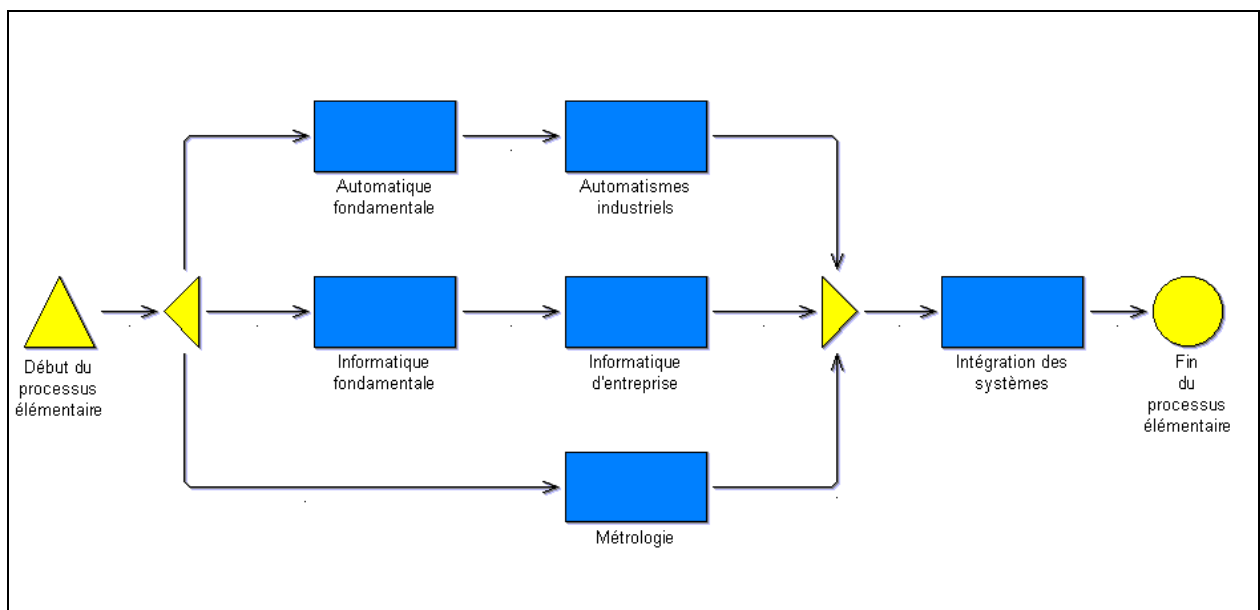 Automatique
fondamentale
Automatismes
industriels
Début du
processus
élémentaire
Informatique
fondamentale
Informatique
d'entreprise
Intégration des
systèmes
Fin
du
processus
élémentaire
Métrologie